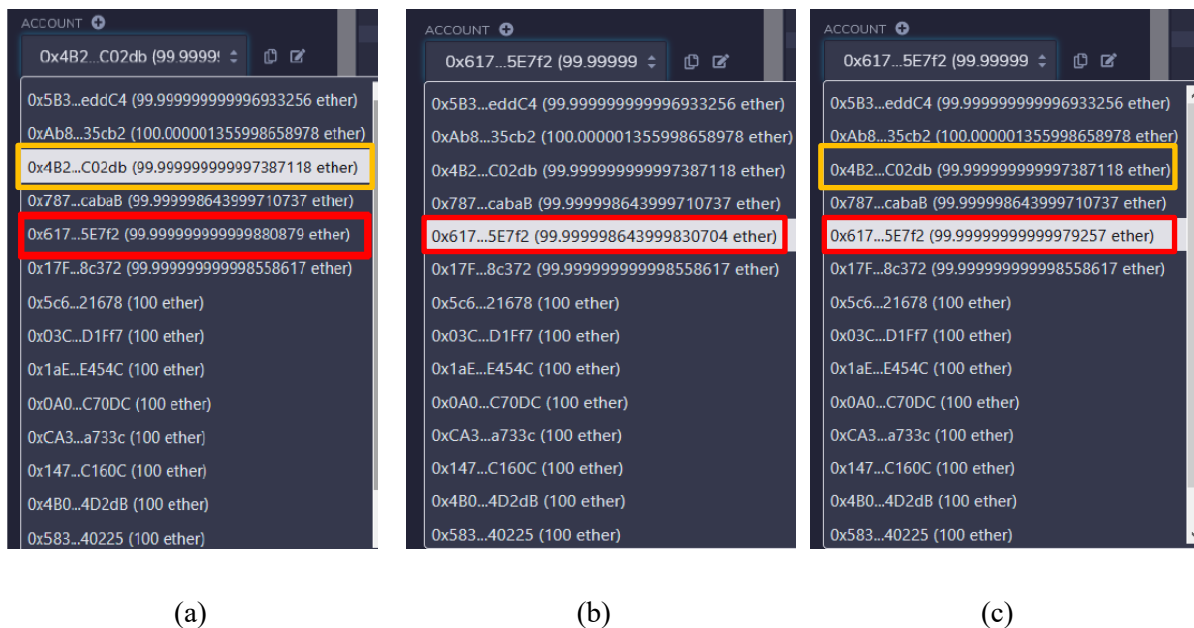 ACCOUNT
0x4B2...C02db (99.9999!
0x5B3...eddC4 (99.999999999996933256 ether)
0xAb8...35cb2 (100.000001355998658978 ether)
0x4B2...C02db (99.999999999997387118 ether)
0x787...cabaB (99.999998643999710737 ether)
0x617...5E7f2 (99.999999999999880879 ether)
0x17F...8c372 (99.999999999998558617 ether)
0x5c6...21678 (100 ether)
0x03C...D1Ff7 (100 ether)
0x1aE...E454C (100 ether)
0x0A0...C70DC (100 ether)
0xCA3...a733c (100 ether)
0x147...C160C (100 ether)
0x4B0...4D2dB (100 ether)
0x583...40225 (100 ether)
(a)
ACCOUNT
0x617...5E7f2 (99.99999
0x5B3...eddC4 (99.999999999996933256 ether)
0xAb8...35cb2 (100.000001355998658978 ether)
0x4B2...C02db (99.999999999997387118 ether)
0x787...cabaB (99.999998643999710737 ether)
0x617...5E7f2 (99.999998643999830704 ether)
0x17F...8c372 (99.999999999998558617 ether)
0x5c6...21678 (100 ether)
0x03C...D1Ff7 (100 ether)
0x1aE...E454C (100 ether)
0x0A0...C70DC (100 ether)
0xCA3...a733c (100 ether)
0x147...C160C (100 ether)
0x4B0...4D2dB (100 ether)
0x583...40225 (100 ether)
(b)
ACCOUNT
0x617...5E7f2 (99.99999
0x5B3...eddC4 (99.999999999996933256 ether)
0xAb8...35cb2 (100.000001355998658978 ether)
0x4B2...C02db (99.999999999997387118 ether)
0x787...cabaB (99.999998643999710737 ether)
0x617...5E7f2 (99.99999999999979257 ether)
0x17F...8c372 (99.999999999998558617 ether)
0x5c6...21678 (100 ether)
0x03C...D1Ff7 (100 ether)
0x1aE...E454C (100 ether)
0x0A0...C70DC (100 ether)
0xCA3...a733c (100 ether)
0x147...C160C (100 ether)
0x4B0...4D2dB (100 ether)
0x583...40225 (100 ether)
(c)